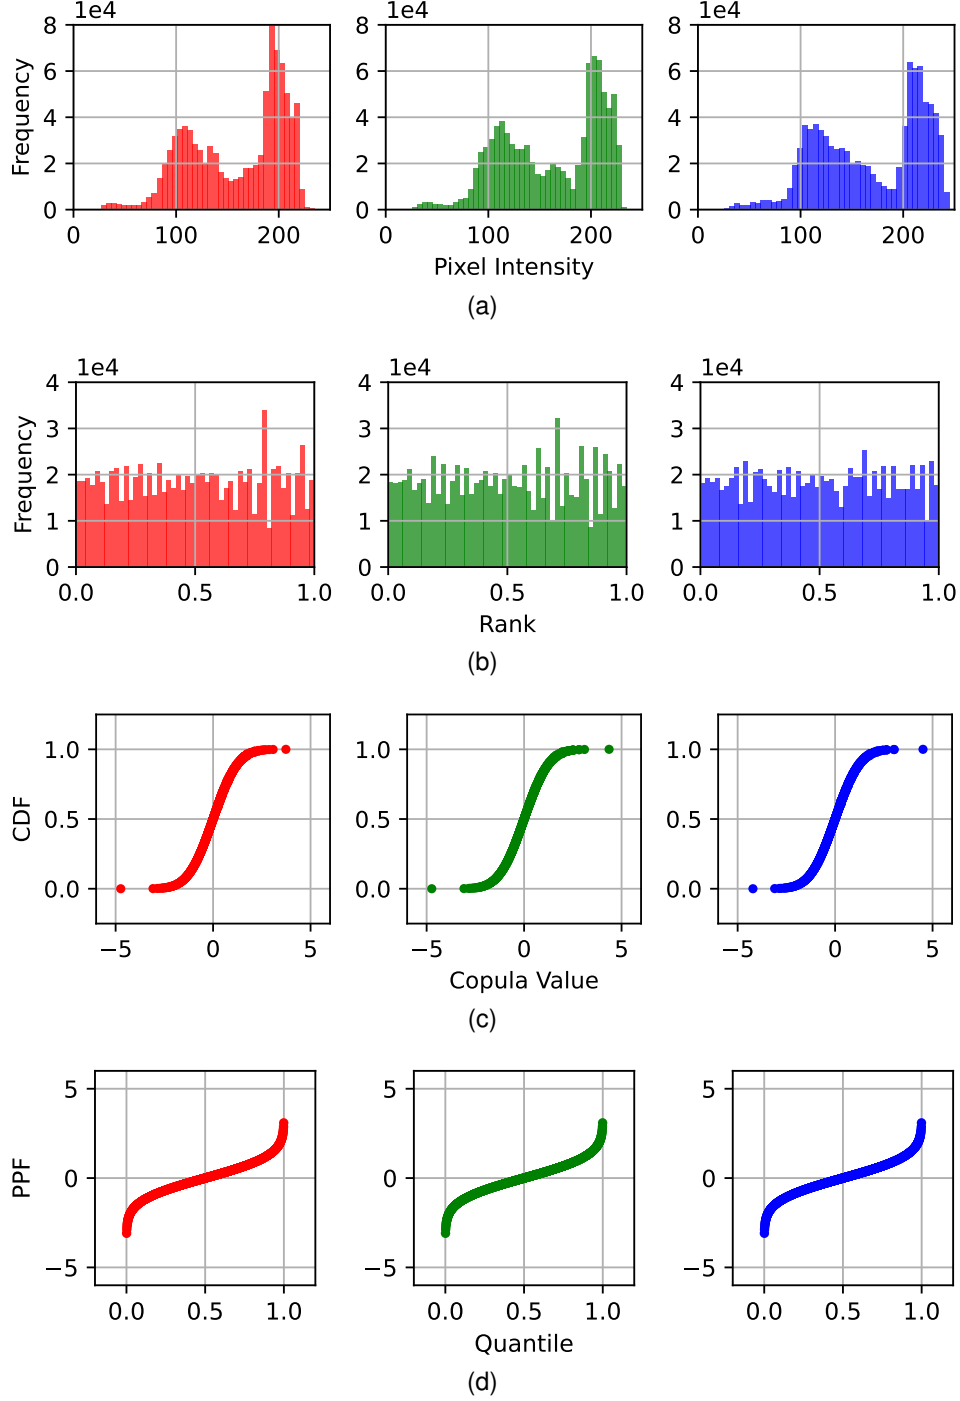 1e4 1e4 1e4
8 8 8
6 6 6
4 4 4
2 2 2
0 0 0
Frequency
0 100 200 0 100 200 0 100 200
Pixel Intensity
(a)
1e4 1e4 1e4
4 4 4
3 3 3
2 2 2
1 1 1
0 0 0
Frequency
0.0 0.5 1.0 0.0 0.5 1.0 0.0 0.5 1.0
Rank
(b)
1.0 1.0 1.0
0.5 0.5 0.5
0.0 0.0 0.0
CDF
−5 0 5 −5 0 5 −5 0 5
Copula Value
(c)
5 5 5
0 0 0
−5 −5 −5
PPF
0.0 0.5 1.0 0.0 0.5 1.0 0.0 0.5 1.0
Quantile
(d)